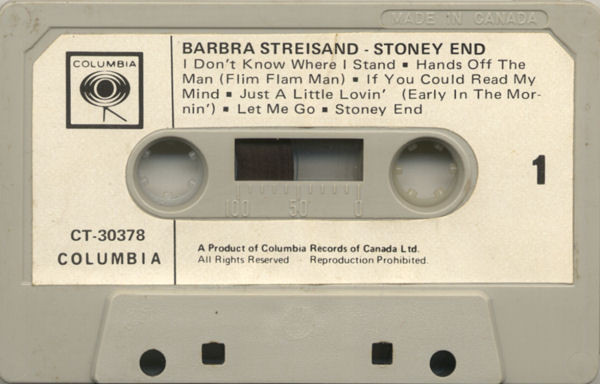 MADE IN CANADA
COLUMBIA
BARBRA STREISAND - STONEY END
I Don't Know Where I Stand ▪ Hands Off The
Man (Flim Flam Man) ▪ If You Could Read My
Mind ▪ Just A Little Lovin' (Early In The Mor-
nin') ▪ Let Me Go ▪ Stoney End
1
100 50 0
CT-30378
COLUMBIA
A Product of Columbia Records of Canada Ltd.
All Rights Reserved · Reproduction Prohibited.